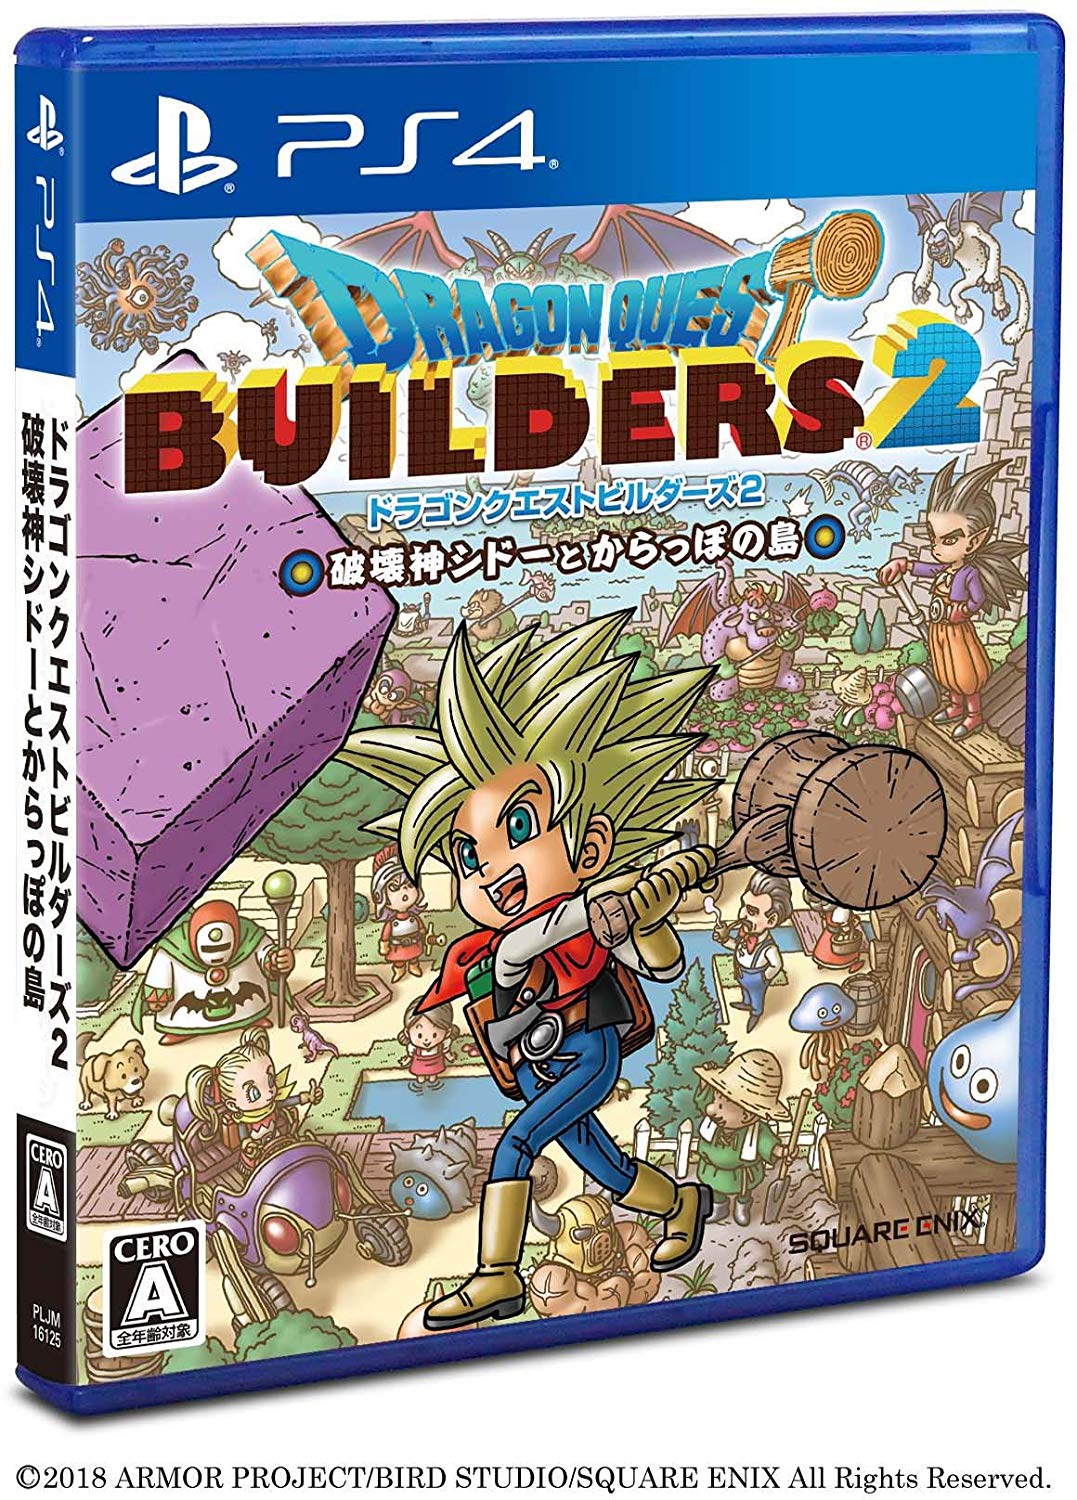 PS4®
PS4®
ドラゴンクエストビルダーズ2
破壊神シドーとからっぽの島
CERO
A
全年齢対象
PLJM
16125
DRAGON QUEST
BUILDERS®2
ドラゴンクエストビルダーズ2
破壊神シドーとからっぽの島
SQUARE ENIX
CERO
A
全年齢対象
©2018 ARMOR PROJECT/BIRD STUDIO/SQUARE ENIX All Rights Reserved.